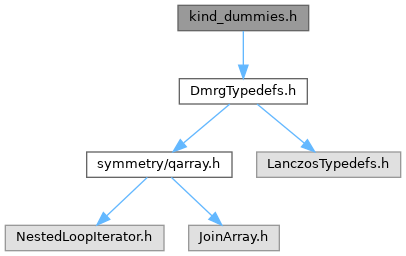 kind_dummies.h
DmrgTypedefs.h
symmetry/qarray.h
LanczosTypedefs.h
NestedLoopIterator.h
JoinArray.h